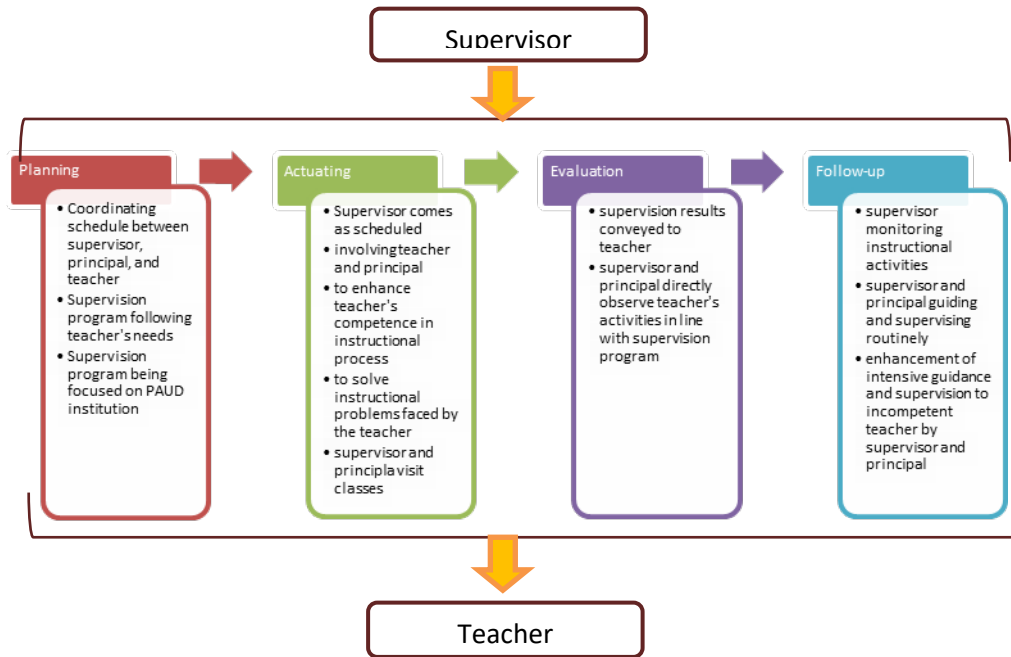 Supervisor
Planning
• Coordinating
schedule between
supervisor,
principal, and
teacher
• Supervision
program following
teacher's needs
• Supervision
program being
focused on PAUD
institution
Actuating
• Supervisor comes
as scheduled
• involving teacher
and principal
• to enhance
teacher's
competence in
instructional
process
• to solve
instructional
problems faced by
the teacher
• supervisor and
principla visit
classes
Evaluation
• supervision results
conveyed to
teacher
• supervisor and
principal directly
observe teacher's
activities in line
with supervision
program
Follow-up
• supervisor
monitoring
instructional
activities
• supervisor and
principal guiding
and supervising
routinely
• enhancement of
intensive guidance
and supervision to
incompetent
teacher by
supervisor and
principal
Teacher